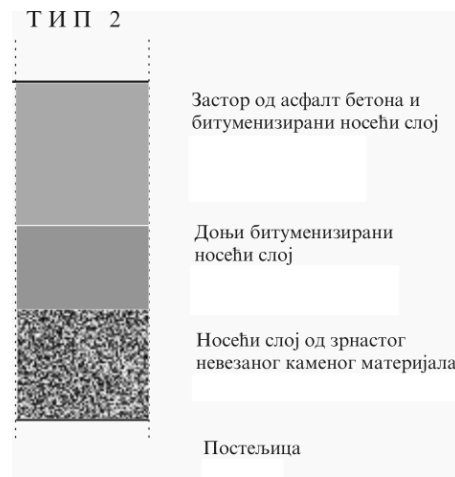 ТИП 2
Застор од асфалт бетона и
битуменизирани носећи слој
Доњи битуменизирани
носећи слој
Носећи слој од зрнастог
невезаног каменог материјала
Постељица